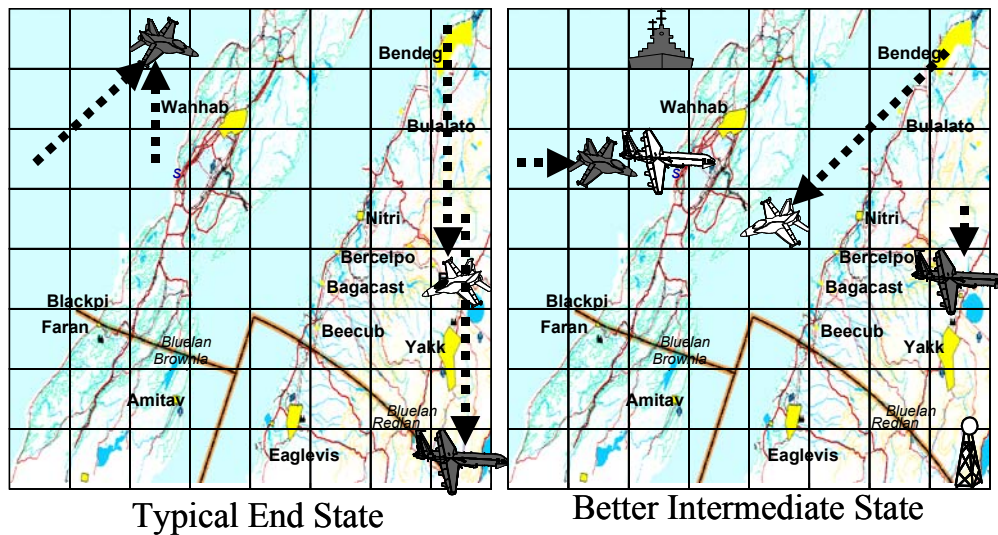 Bendeg
Wahhab
Bulalato
s
Nitri
Bercelpo
Bagacast
Blackpi
Faran
Bluelan
Brownla
Beecub
Yakk
Amitav
Bluelan
Redlan
Eaglevis
Typical End State
Bendeg
Wahhab
Bulalato
s
Nitri
Bercelpo
Bagacast
Blackpi
Faran
Bluelan
Brownla
Beecub
Yakk
Amitav
Bluelan
Redlan
Eaglevis
Better Intermediate State